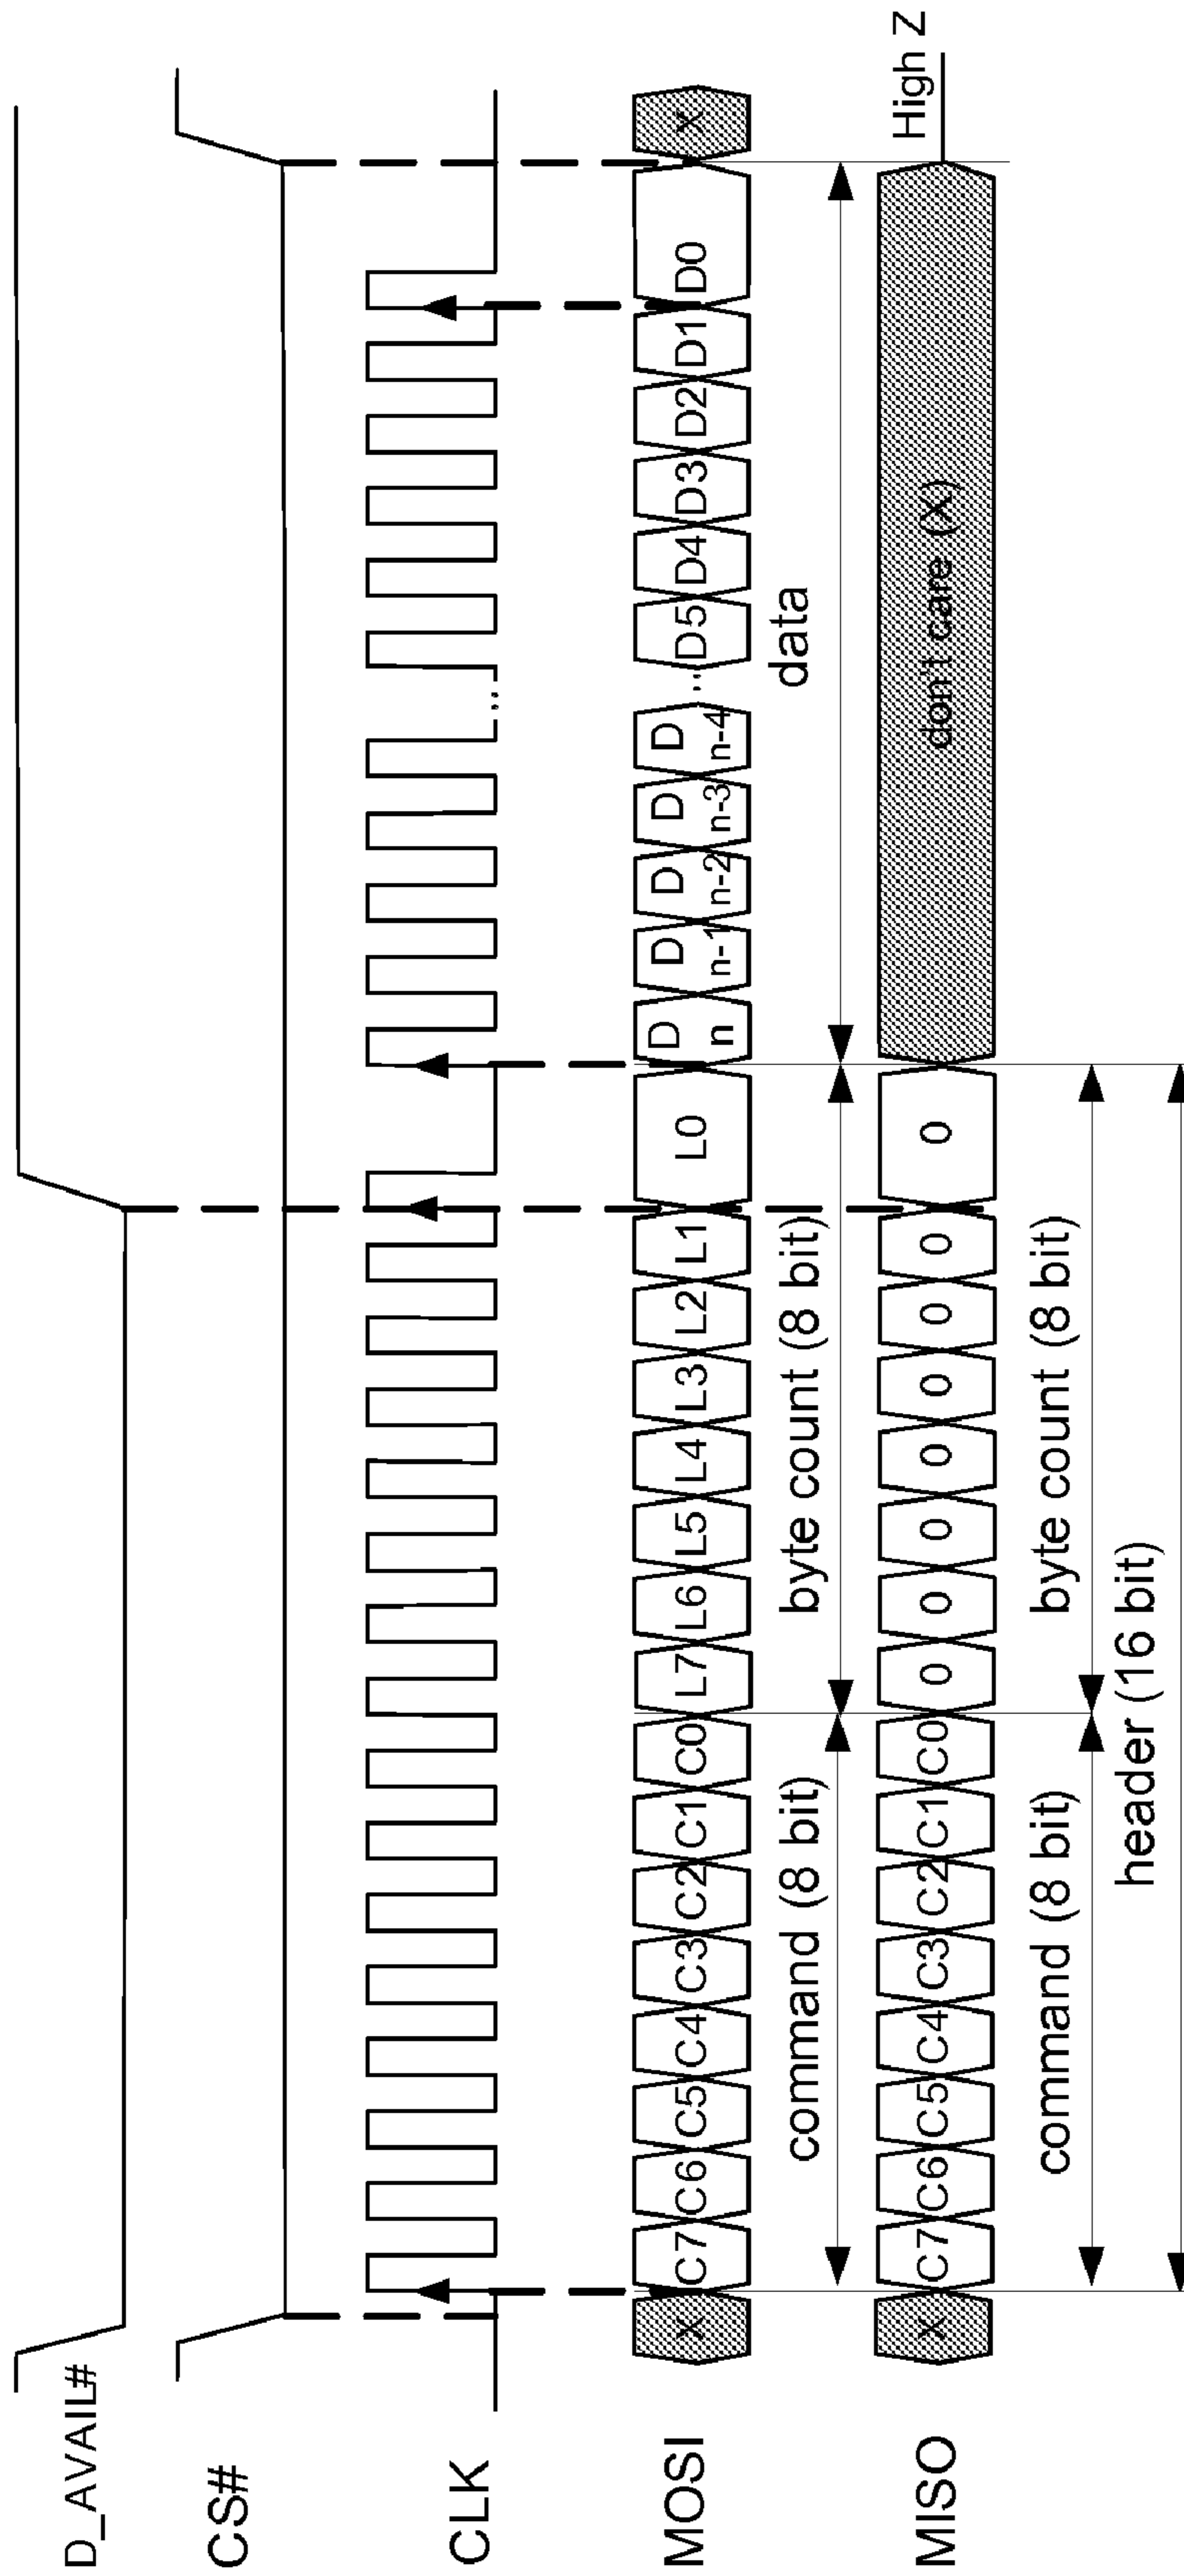 D_AVAIL#
CS#
CLK
...
MOSI
X C7 C6 C5 C4 C3 C2 C1 C0 L7 L6 L5 L4 L3 L2 L1 L0 D n D n-1 D n-2 D n-3 D n-4 ... D5 D4 D3 D2 D1 D0 X
command (8 bit) byte count (8 bit) data
MISO
X C7 C6 C5 C4 C3 C2 C1 C0 0 0 0 0 0 0 0 0 don't care (X) High Z
command (8 bit) byte count (8 bit)
header (16 bit)